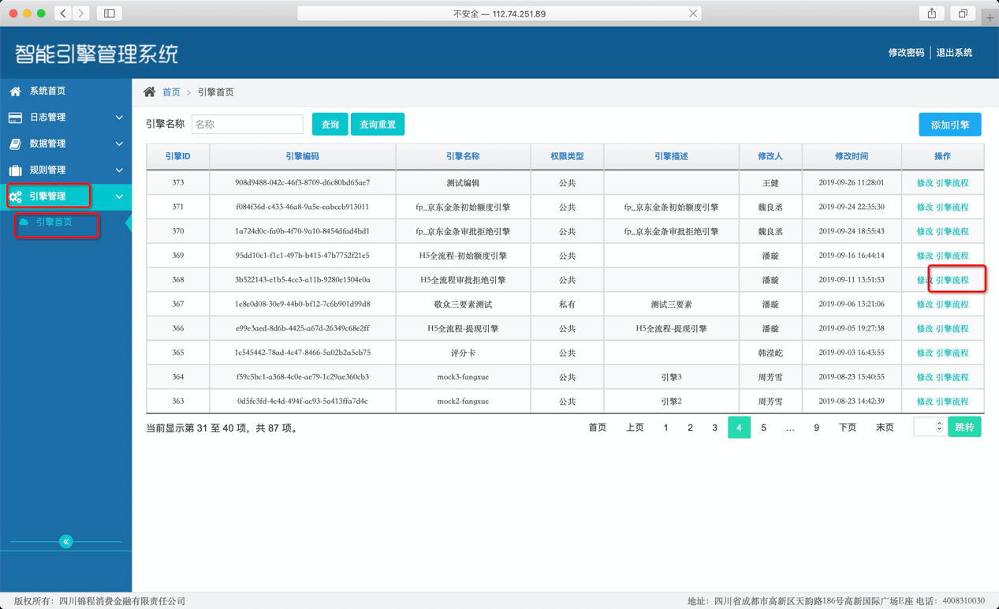 不安全 — 112.74.251.89
智能引擎管理系统
修改密码 | 退出系统
系统首页
日志管理
数据管理
规则管理
引擎管理
引擎首页
首页 > 引擎首页
引擎名称 名称 查询 查询重置 添加引擎
引擎ID 引擎编码 引擎名称 权限类型 引擎描述 修改人 修改时间 操作
373 908d9488-042c-46f3-8709-d6c80bd65ae7 测试编辑 公共 王健 2019-09-26 11:28:01 修改 引擎流程
371 f084f36d-c433-46a8-9a5e-eabceb913011 fp_京东金条初始额度引擎 公共 fp_京东金条初始额度引擎 魏良丞 2019-09-24 22:35:30 修改 引擎流程
370 1a724d0c-fa0b-4f70-9a10-8454dfad4bd1 fp_京东金条审批拒绝引擎 公共 fp_京东金条审批拒绝引擎 魏良丞 2019-09-24 18:55:43 修改 引擎流程
369 95dd10c1-f1c1-497b-b415-47b7752f21e5 H5全流程-初始额度引擎 公共 潘璇 2019-09-16 16:44:14 修改 引擎流程
368 3b522143-e1b5-4cc3-a11b-9280e1504e0a H5全流程审批拒绝引擎 公共 潘璇 2019-09-11 13:51:53 修改 引擎流程
367 1e8e0d08-30e9-44b0-bf12-7c6b901d99d8 敬众三要素测试 私有 测试三要素 潘璇 2019-09-06 13:21:06 修改 引擎流程
366 e99e3aed-8d6b-4425-a67d-26349c68e2ff H5全流程-提现引擎 公共 H5全流程-提现引擎 潘璇 2019-09-05 19:27:38 修改 引擎流程
365 1c545442-78ad-4c47-8466-5a02b2a5cb75 评分卡 公共 韩滢屹 2019-09-03 16:43:55 修改 引擎流程
364 f59c5bc1-a368-4c0e-ae79-1c29ae360cb3 mock3-fangxue 公共 引擎3 周芳雪 2019-08-23 15:40:55 修改 引擎流程
363 0d5fe3fd-4e4d-494f-ac93-5a413ffa7d4c mock2-fangxue 公共 引擎2 周芳雪 2019-08-23 14:42:39 修改 引擎流程
当前显示第 31 至 40 项，共 87 项。 首页 上页 1 2 3 4 5 … 9 下页 末页 跳转
版权所有：四川锦程消费金融有限责任公司 地址：四川省成都市高新区天韵路186号高新国际广场E座 电话：4008310030